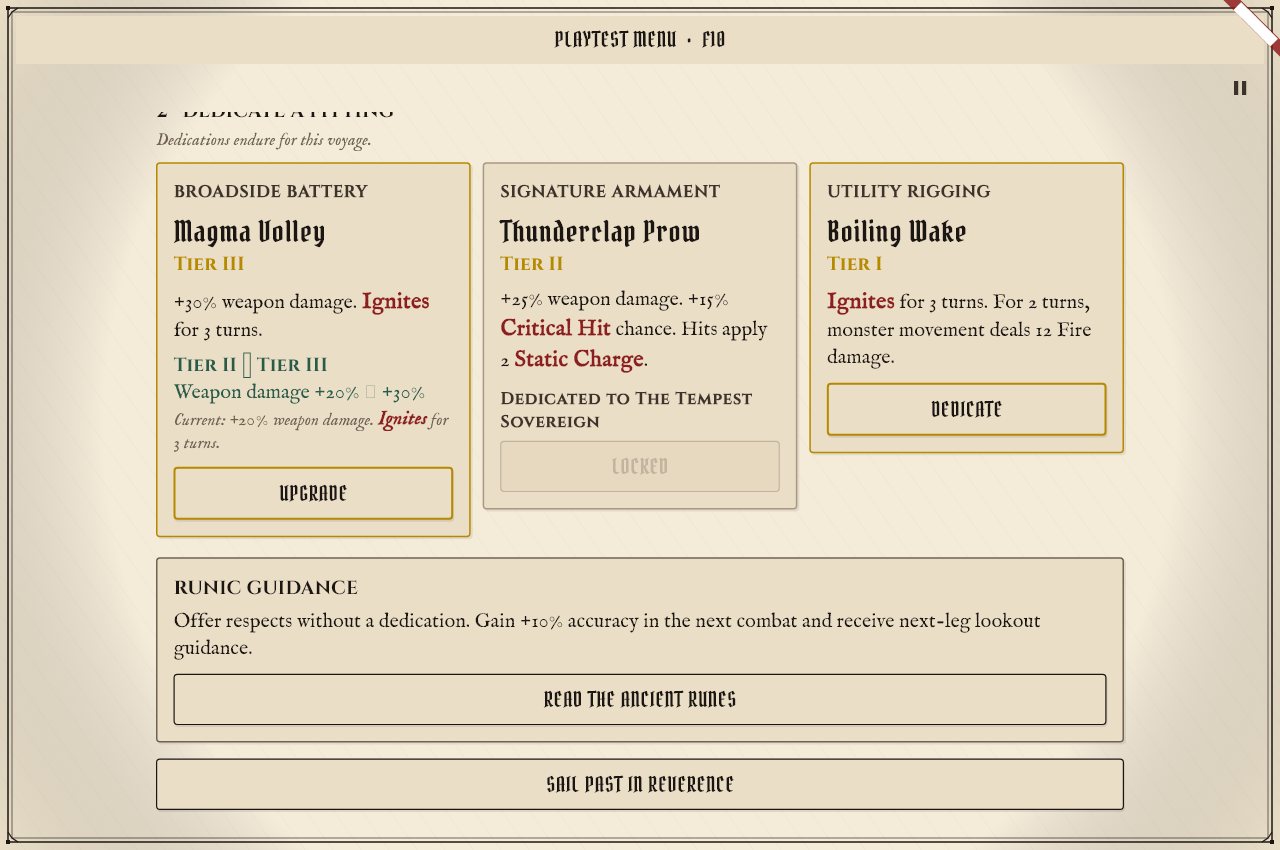 PLAYTEST MENU · F10
2 DEDICATE A FITTING
Dedications endure for this voyage.
BROADSIDE BATTERY
Magma Volley
TIER III
+30% weapon damage. Ignites
for 3 turns.
TIER II TIER III
Weapon damage +20% +30%
Current: +20% weapon damage. Ignites for
3 turns.
UPGRADE
SIGNATURE ARMAMENT
Thunderclap Prow
TIER II
+25% weapon damage. +15%
Critical Hit chance. Hits apply
2 Static Charge.
DEDICATED TO THE TEMPEST
SOVEREIGN
LOCKED
UTILITY RIGGING
Boiling Wake
TIER I
Ignites for 3 turns. For 2 turns,
monster movement deals 12 Fire
damage.
DEDICATE
RUNIC GUIDANCE
Offer respects without a dedication. Gain +10% accuracy in the next combat and receive next-leg lookout
guidance.
READ THE ANCIENT RUNES
SAIL PAST IN REVERENCE